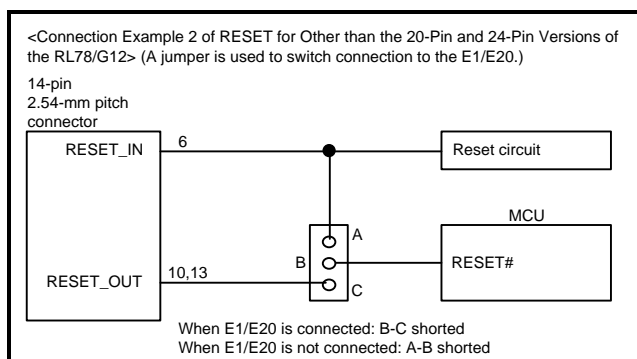 <Connection Example 2 of RESET for Other than the 20-Pin and 24-Pin Versions of
the RL78/G12> (A jumper is used to switch connection to the E1/E20.)
14-pin
2.54-mm pitch
connector
RESET_IN
6
Reset circuit
A
MCU
B
RESET#
RESET_OUT
10,13
C
When E1/E20 is connected: B-C shorted
When E1/E20 is not connected: A-B shorted